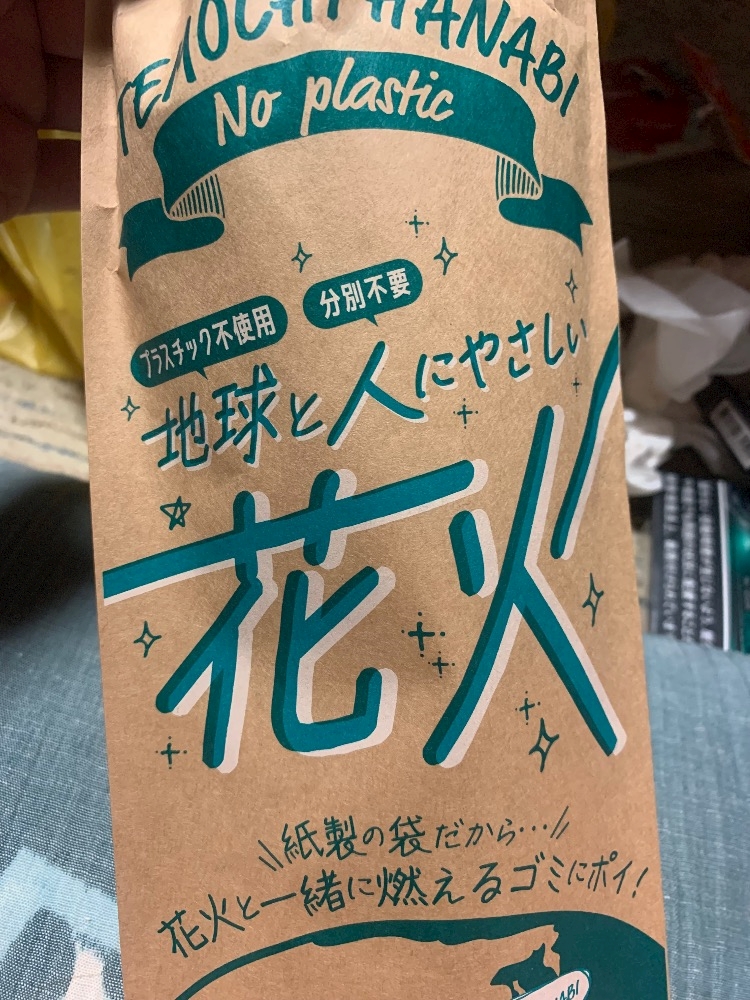 TEMOCHI HANABI
No plastic
プラスチック不使用
分別不要
地球と人にやさしい
花火
紙製の袋だから…
花火と一緒に燃えるゴミにポイ!